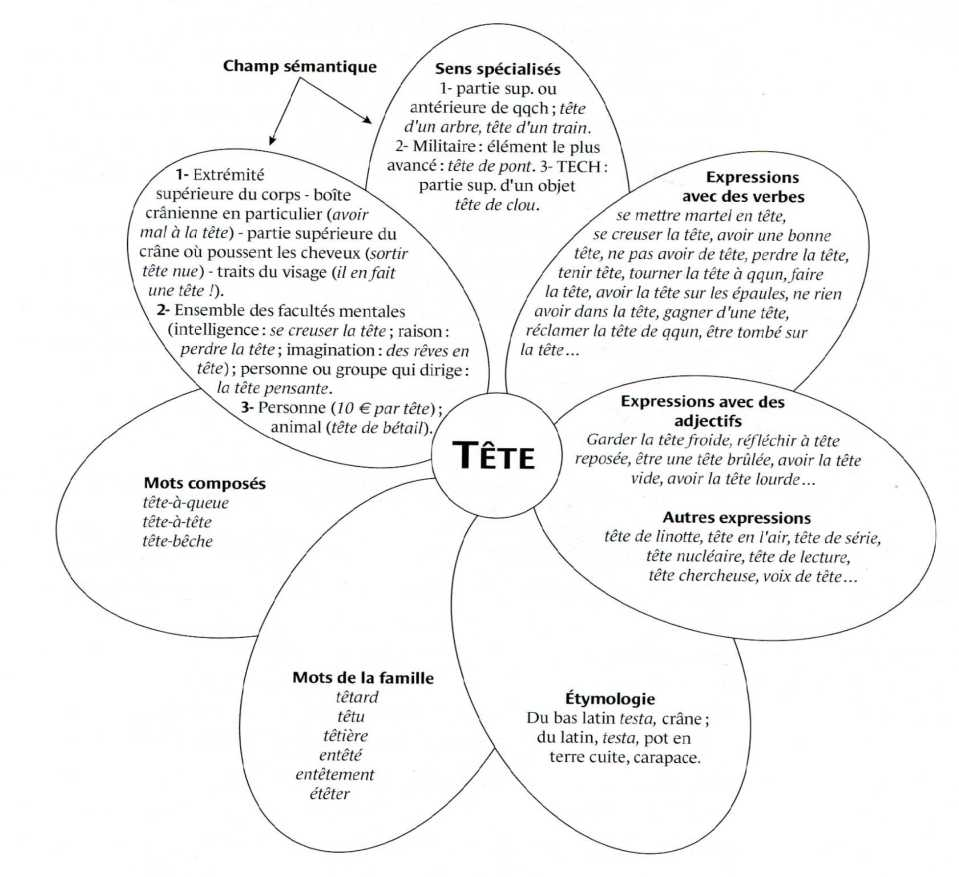 Champ sémantique
Sens spécialisés
1- partie sup. ou
antérieure de qqch ; tête
d'un arbre, tête d'un train.
2- Militaire : élément le plus
avancé : tête de pont. 3- TECH :
partie sup. d'un objet
tête de clou.
1- Extrémité
supérieure du corps - boîte
crânienne en particulier (avoir
mal à la tête) - partie supérieure du
crâne où poussent les cheveux (sortir
tête nue) - traits du visage (il en fait
une tête !).
2- Ensemble des facultés mentales
(intelligence : se creuser la tête ; raison :
perdre la tête ; imagination : des rêves en
tête) ; personne ou groupe qui dirige :
la tête pensante.
3- Personne (10 € par tête) ;
animal (tête de bétail).
Expressions
avec des verbes
se mettre martel en tête,
se creuser la tête, avoir une bonne
tête, ne pas avoir de tête, perdre la tête,
tenir tête, tourner la tête à qqun, faire
la tête, avoir la tête sur les épaules, ne rien
avoir dans la tête, gagner d'une tête,
réclamer la tête de qqun, être tombé sur
la tête...
TÊTE
Expressions avec des
adjectifs
Garder la tête froide, réfléchir à tête
reposée, être une tête brûlée, avoir la tête
vide, avoir la tête lourde...
Autres expressions
tête de linotte, tête en l'air, tête de série,
tête nucléaire, tête de lecture,
tête chercheuse, voix de tête...
Mots composés
tête-à-queue
tête-à-tête
tête-bêche
Mots de la famille
têtard
têtu
têtière
entêté
entêtement
étêter
Étymologie
Du bas latin testa, crâne ;
du latin, testa, pot en
terre cuite, carapace.